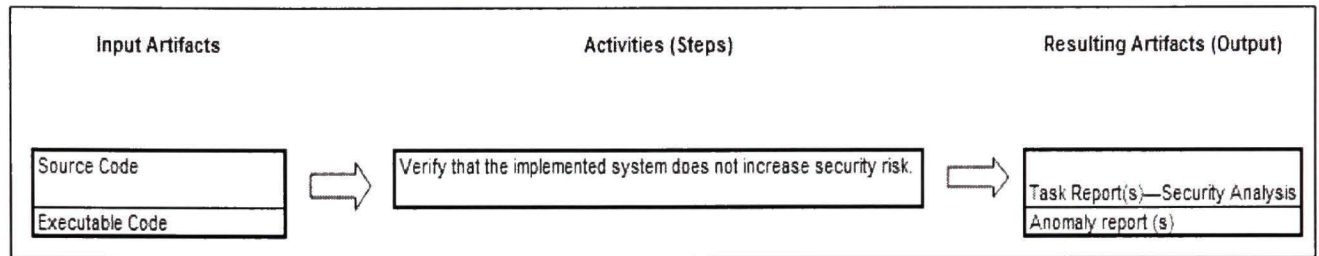 Input Artifacts
Activities (Steps)
Resulting Artifacts (Output)
Source Code
Executable Code
Verify that the implemented system does not increase security risk.
Task Report(s)—Security Analysis
Anomaly report (s)